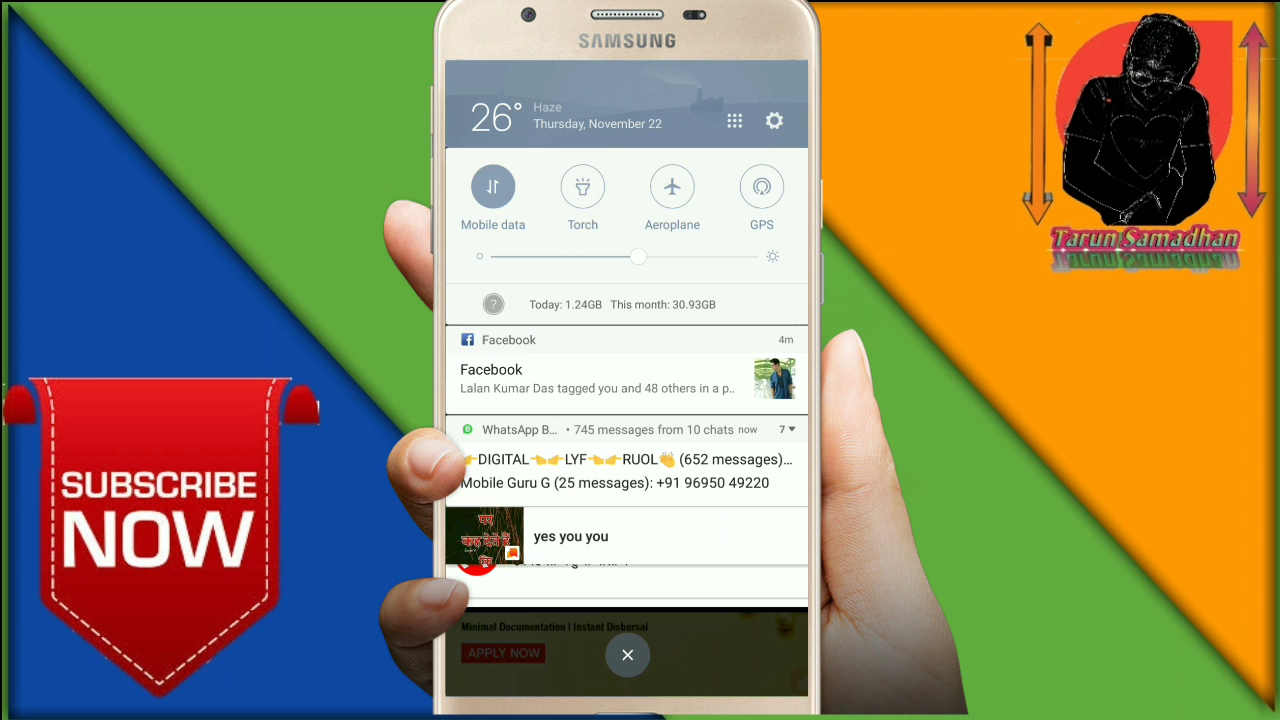 SAMSUNG
26°
Haze
Thursday, November 22
Mobile data
Torch
Aeroplane
GPS
?
Today: 1.24GB This month: 30.93GB
Facebook
4m
Facebook
Lalan Kumar Das tagged you and 48 others in a p..
WhatsApp B... • 745 messages from 10 chats now
7
👉DIGITAL👈👉LYF👈👉RUOL👏 (652 messages)...
Mobile Guru G (25 messages): +91 96950 49220
पर
कह देते हैं
कि
yes you you
Minimal Documentation | Instant Disbursal
APPLY NOW
SUBSCRIBE
NOW
Tarun Samadhan